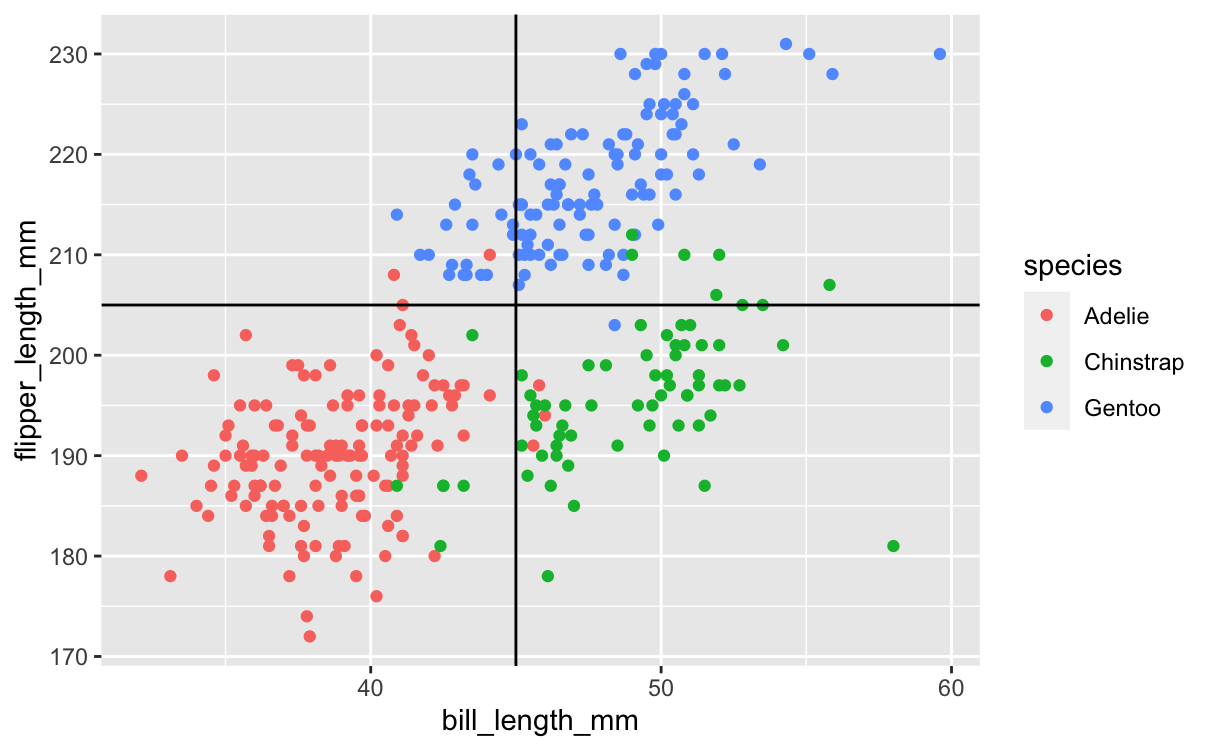 230
220
210
200
190
180
170
flipper_length_mm
40 50 60
bill_length_mm
species
Adelie
Chinstrap
Gentoo